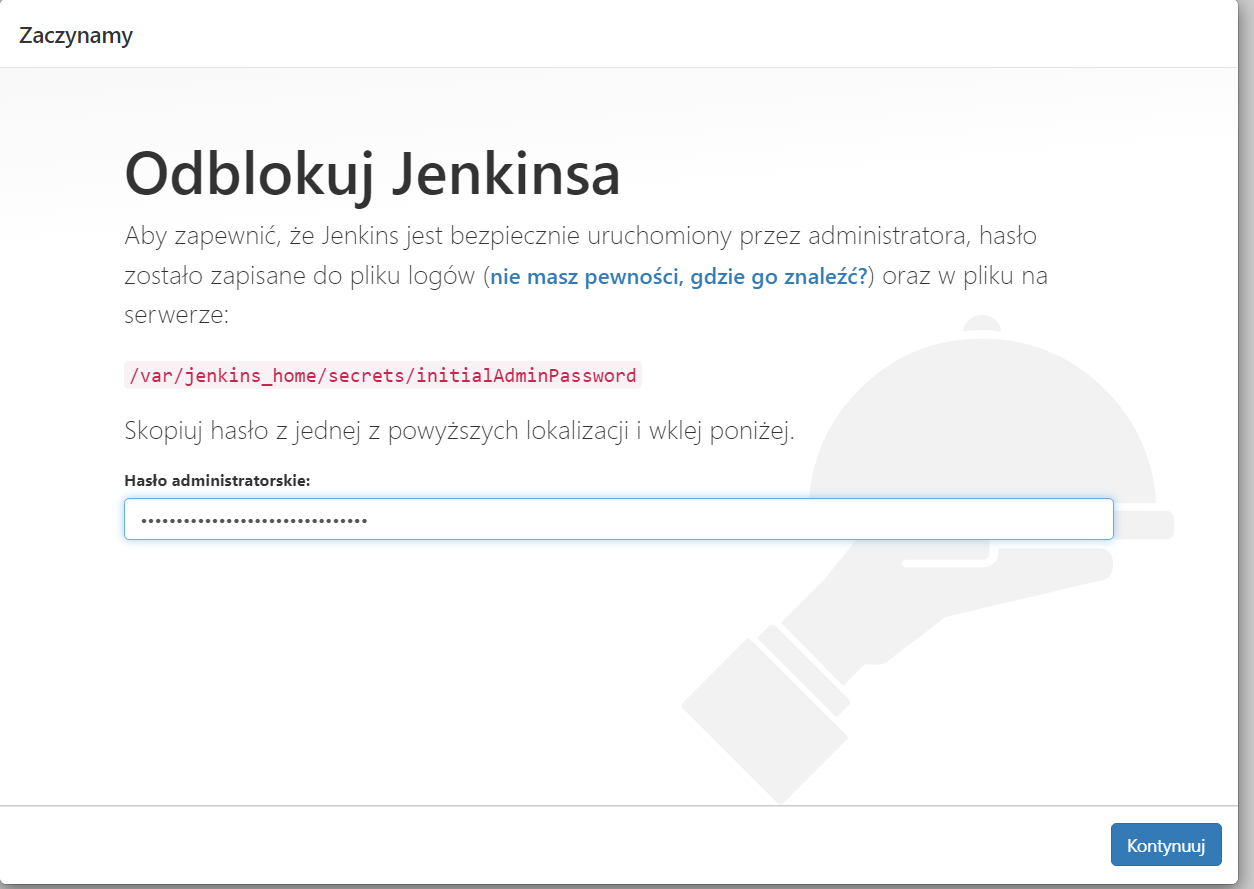 Zaczynamy
Odblokuj Jenkinsa
Aby zapewnić, że Jenkins jest bezpiecznie uruchomiony przez administratora, hasło
zostało zapisane do pliku logów (nie masz pewności, gdzie go znaleźć?) oraz w pliku na
serwerze:
/var/jenkins_home/secrets/initialAdminPassword
Skopiuj hasło z jednej z powyższych lokalizacji i wklej poniżej.
Hasło administratorskie:
••••••••••••••••••••••••••••••••
Kontynuuj